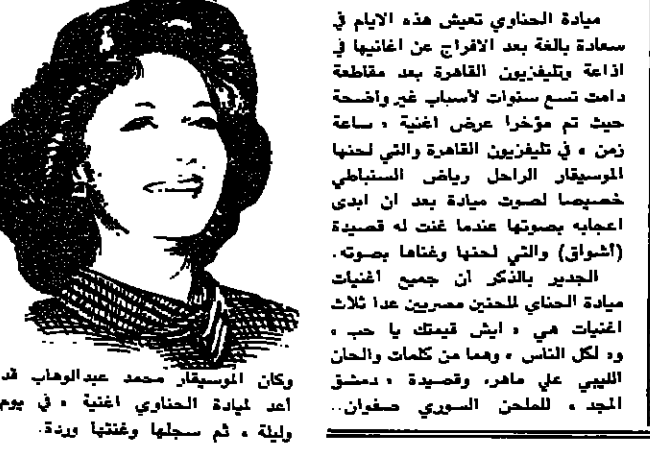 ميادة الحناوي تعيش هذه الايام في
سعادة بالغة بعد الافراج عن اغانيها في
اذاعة وتليفزيون القاهرة بعد مقاطعة
دامت تسع سنوات لأسباب غير واضحة
حيث تم مؤخرا عرض اغنية « ساعة
زمن » في تليفزيون القاهرة والتي لحنها
الموسيقار الراحل رياض السنباطي
خصيصا لصوت ميادة بعد ان ابدى
اعجابه بصوتها عندما غنت له قصيدة
(أشواق) والتي لحنها وغناها بصوته.
الجدير بالذكر أن جميع أغنيات
ميادة الحناي لملحنين مصريين عدا ثلاث
اغنيات هي « ايش قيمتك يا حب »
و« لكل الناس » وهما من كلمات والحان
الليبي علي ماهر، وقصيدة « دمشق
المجد » للملحن السوري صفوان..
وكان الموسيقار محمد عبدالوهاب قد
أعد لميادة الحناوي اغنية « في يوم
وليلة » ثم سجلها وغنتها وردة.